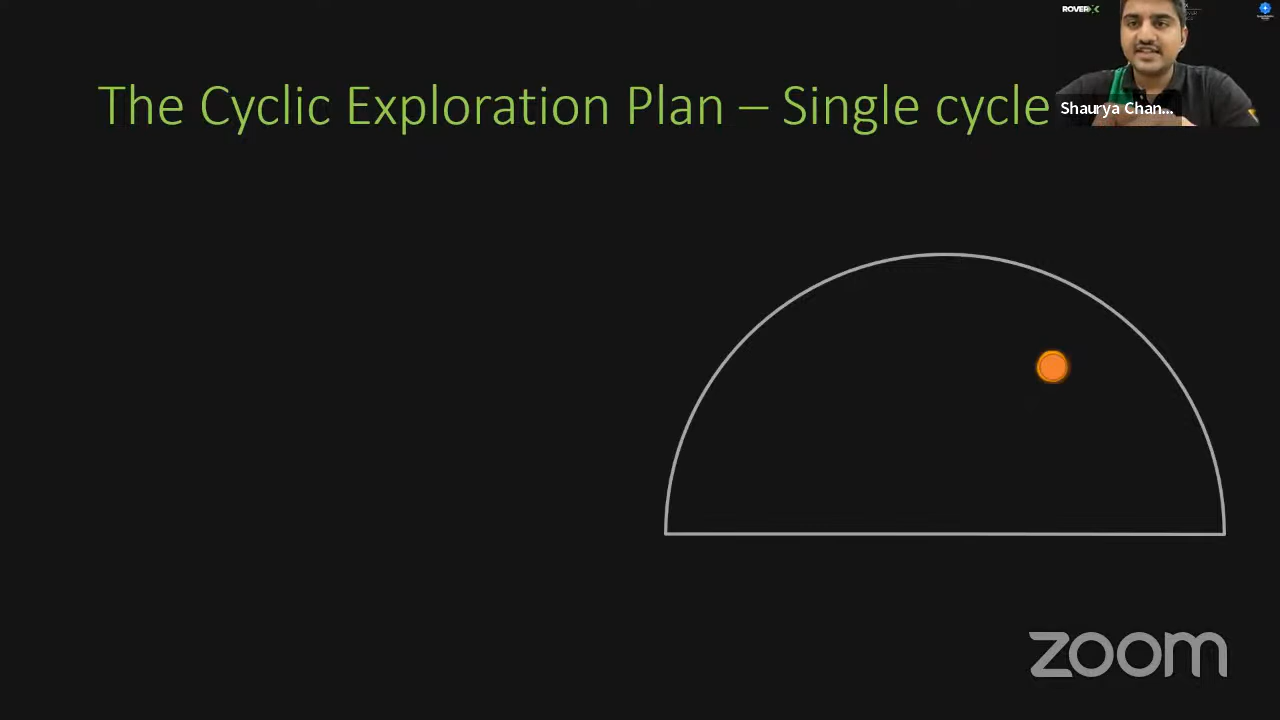 ROVER X
The Cyclic Exploration Plan – Single cycle
Shaurya Chan...
zoom